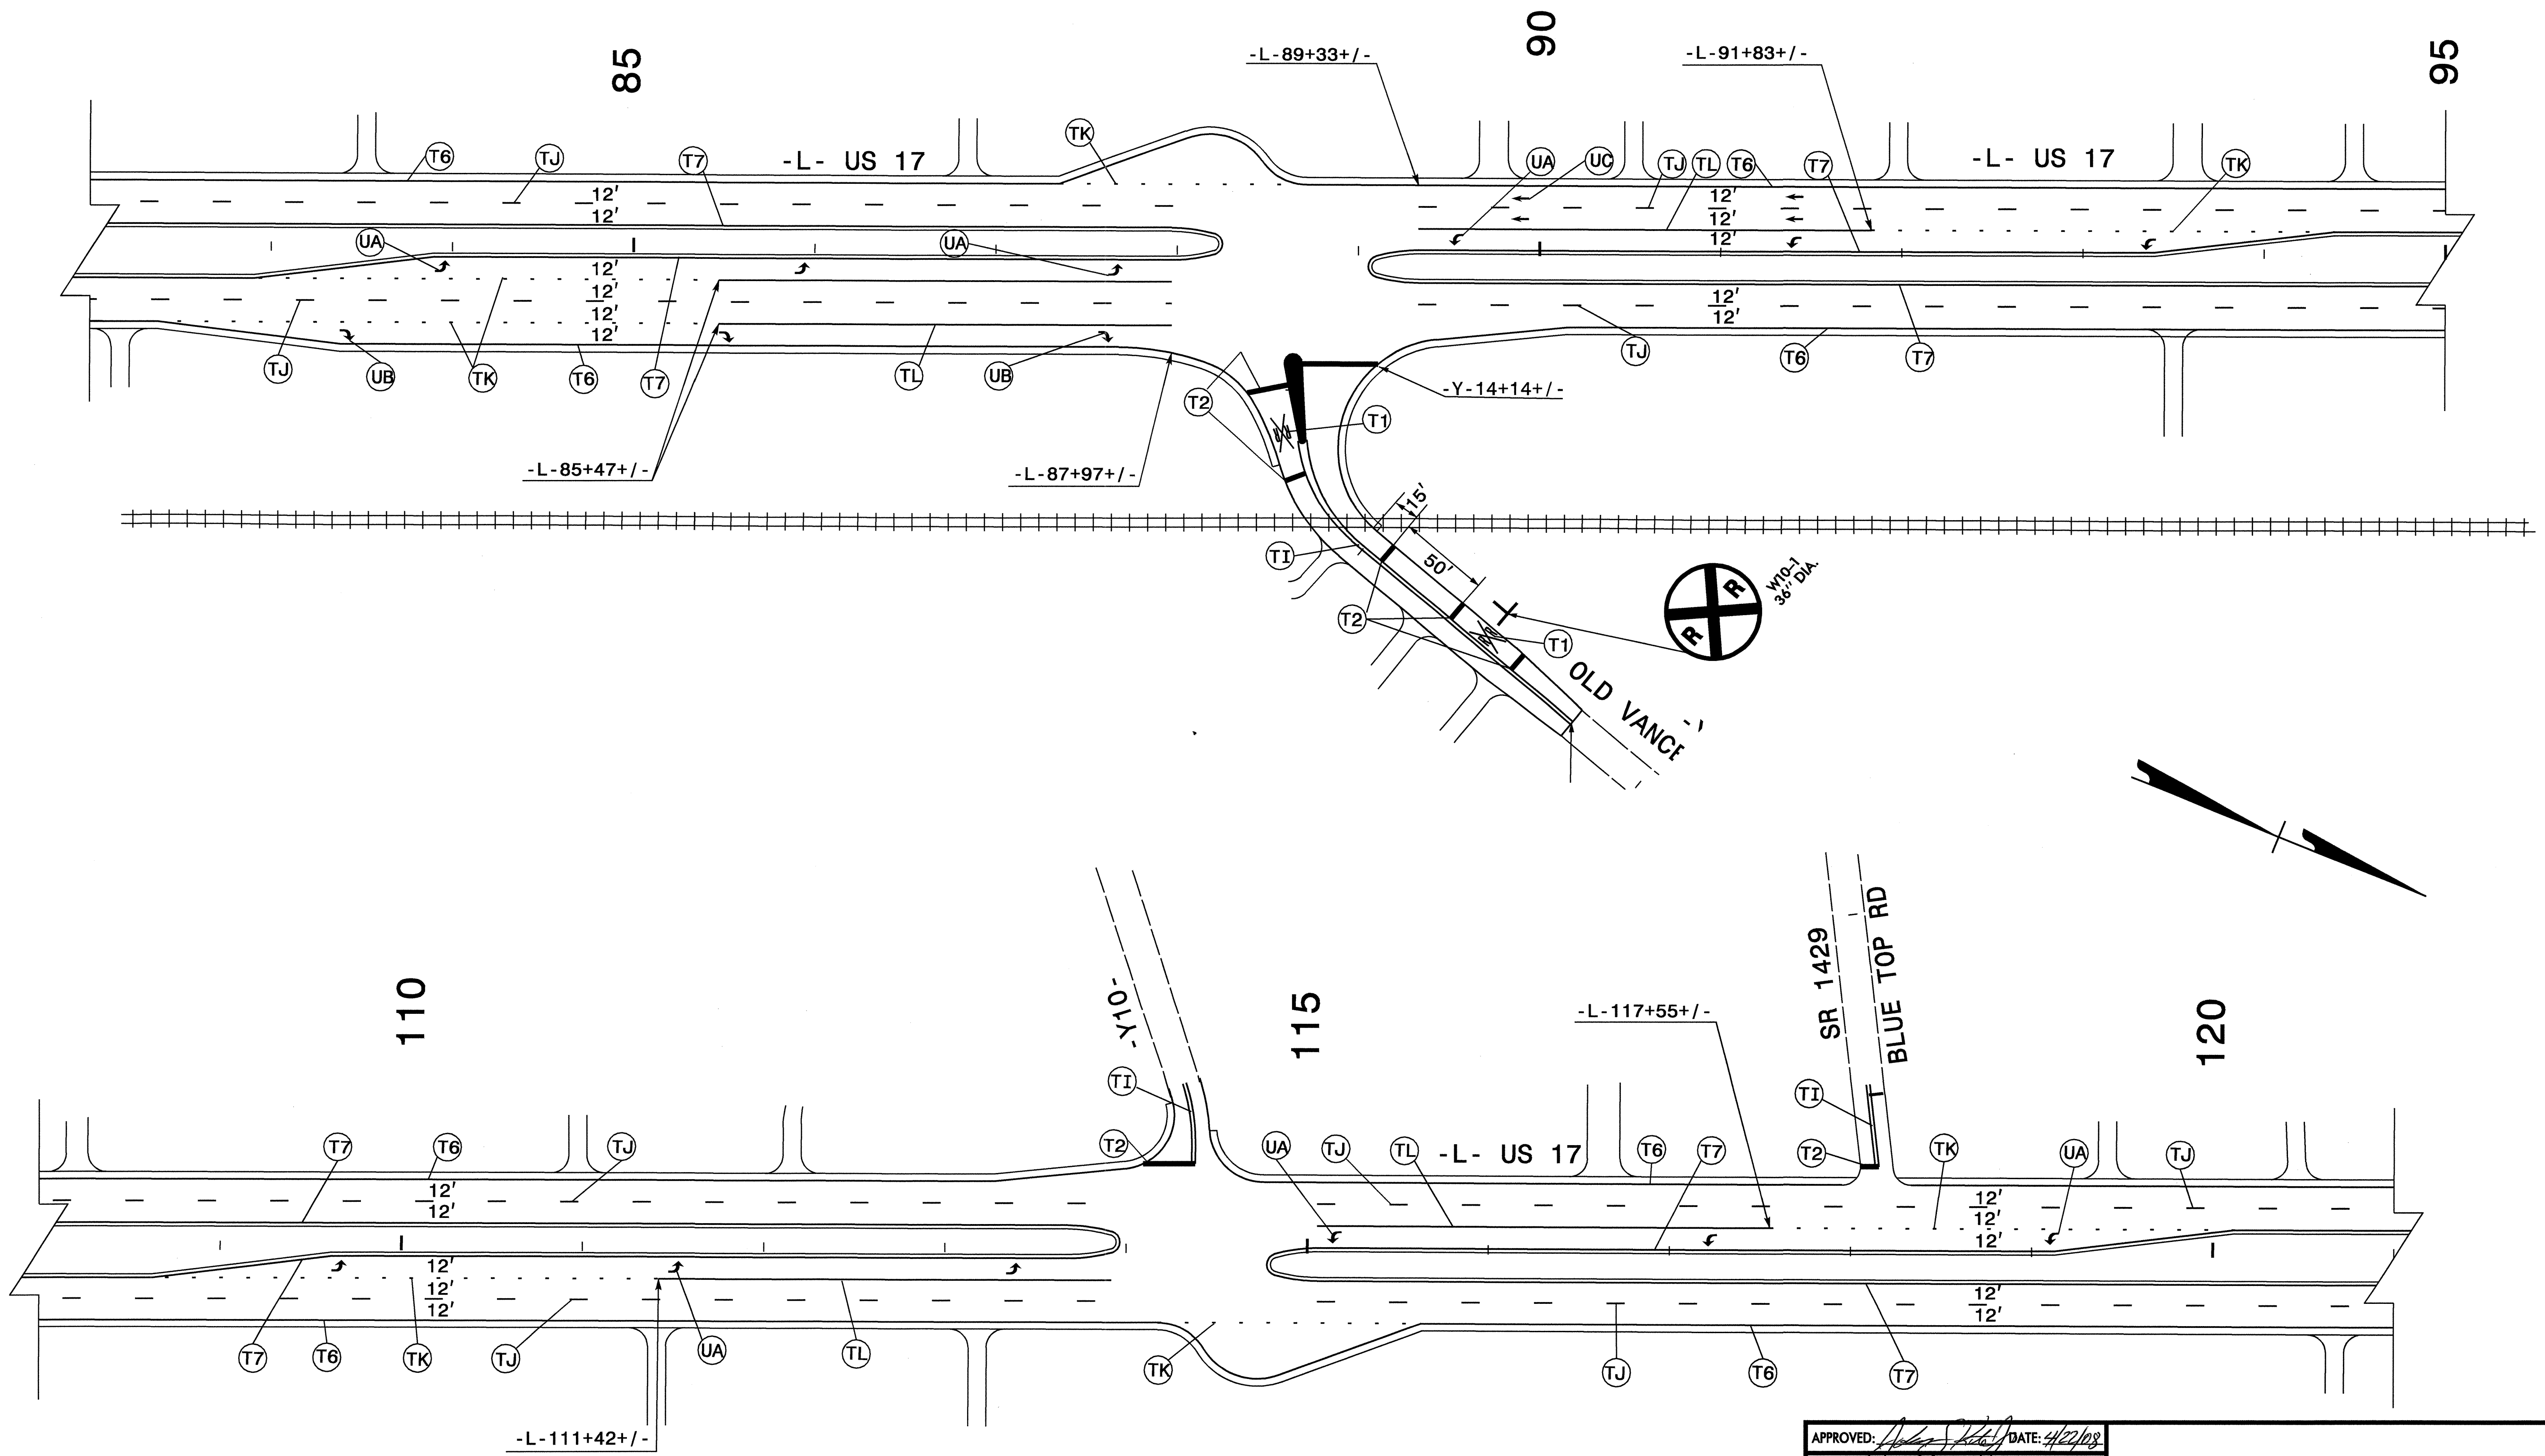 85
90
95
-L-89+33+/-
-L-91+83+/-
TK
T6
TJ
T7
-L- US 17
UA
UC
TJ
TL
T6
T7
-L- US 17
TK
12'
12'
12'
12'
12'
UA
UA
12'
12'
12'
12'
12'
12'
TJ
UB
TK
T6
T7
TL
UB
TJ
T6
T7
T2
-Y-14+14+/-
T1
RR
-L-85+47+/-
-L-87+97+/-
15'
TI
50'
W10-1
36" DIA.
R
R
T2
RR
T1
OLD VANCE
110
-Y10-
115
-L-117+55+/-
SR 1429
BLUE TOP RD
120
TI
TI
T7
T6
TJ
T2
UA
TJ
TL
-L- US 17
T6
T7
T2
TK
UA
TJ
12'
12'
12'
12'
12'
12'
12'
12'
12'
12'
T7
T6
TK
TJ
UA
TL
TK
TJ
T6
T7
-L-111+42+/-
APPROVED: DATE: 4/22/08